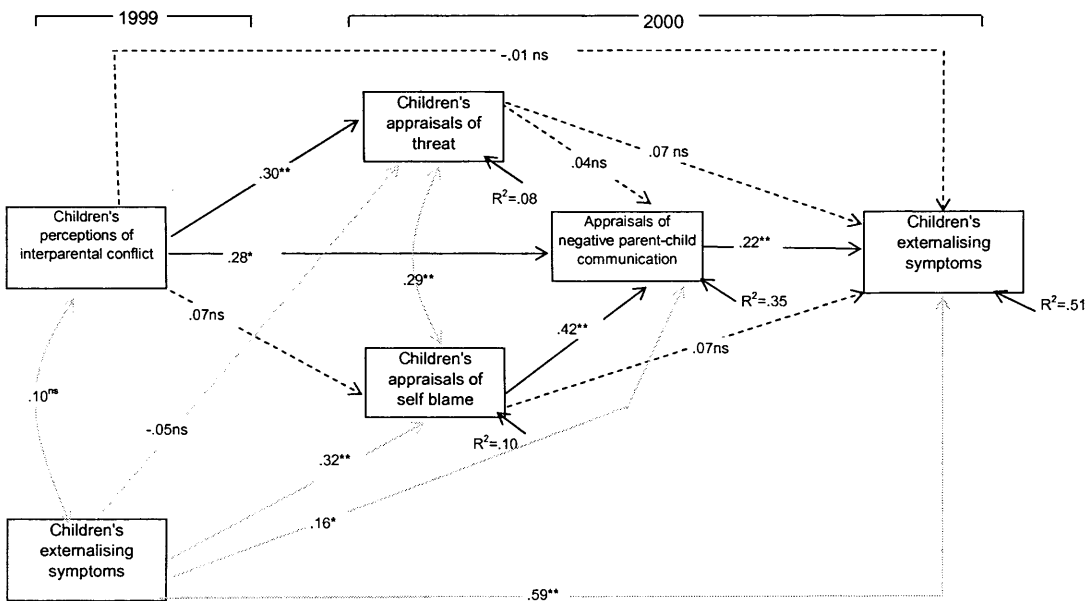 1999
2000
-.01 ns
Children's
appraisals of
threat
.07 ns
.04ns
.30**
R²=.08
Children's
perceptions of
interparental conflict
Appraisals of
negative parent-child
communication
Children's
externalising
symptoms
.28*
.22**
.29**
R²=.35
R²=.51
.07ns
.42**
.07ns
Children's
appraisals of
self blame
.10ns
-.05ns
R²=.10
.32**
.16*
Children's
externalising
symptoms
.59**